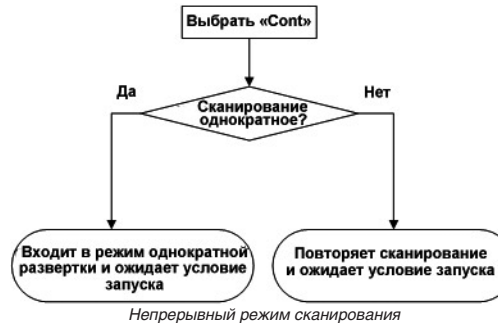 Выбрать «Cont»
Да
Сканирование
однократное?
Нет
Входит в режим однократной
развертки и ожидает условие
запуска
Повторяет сканирование
и ожидает условие запуска
Непрерывный режим сканирования